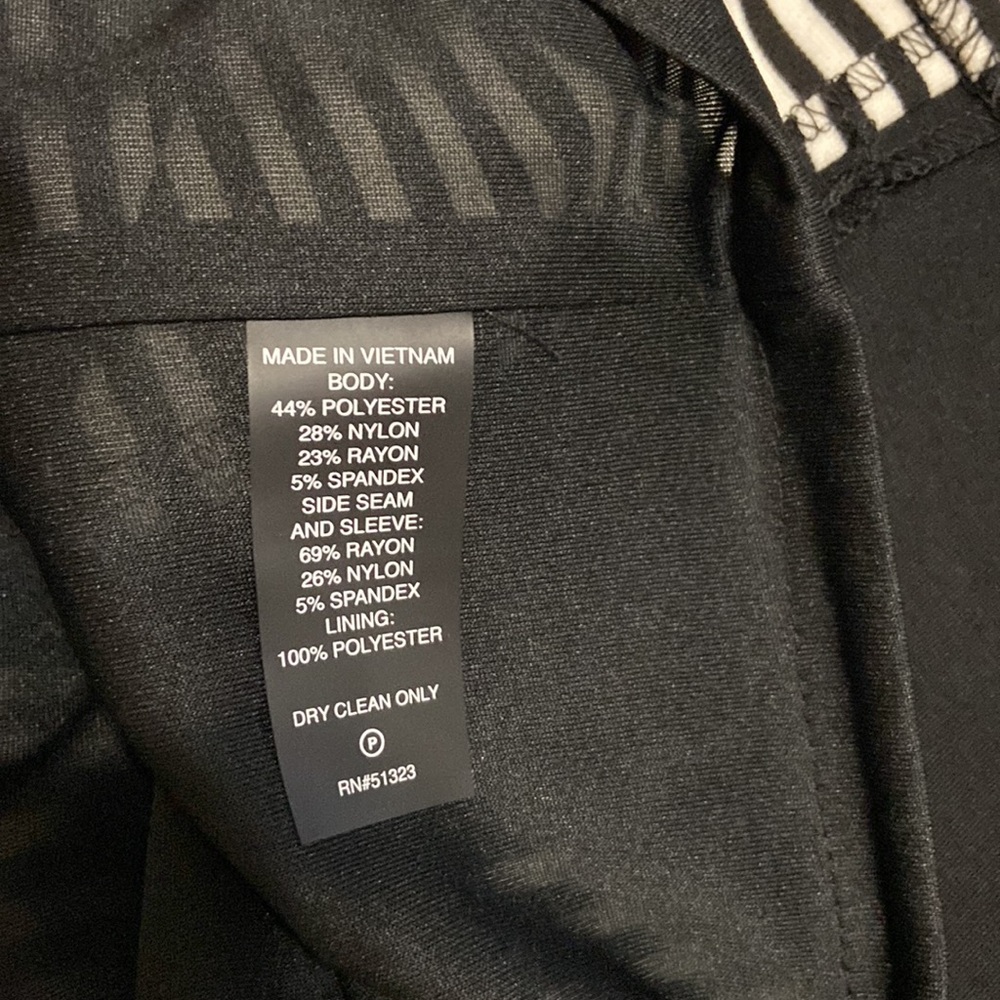 MADE IN VIETNAM
BODY:
44% POLYESTER
28% NYLON
23% RAYON
5% SPANDEX
SIDE SEAM
AND SLEEVE:
69% RAYON
26% NYLON
5% SPANDEX
LINING:
100% POLYESTER
DRY CLEAN ONLY
P
RN#51323